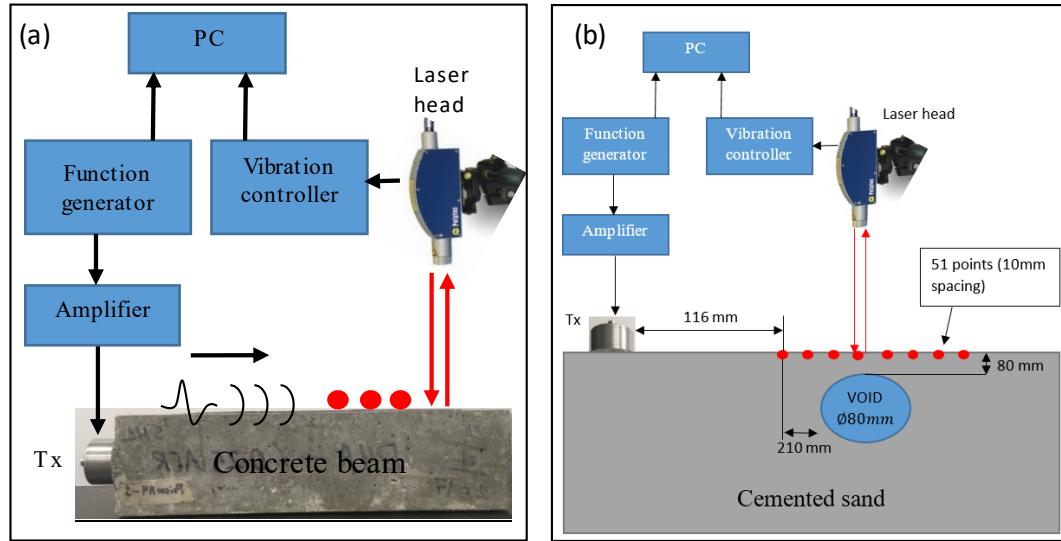 (a)
PC
Laser
head
Function
generator
Vibration
controller
Amplifier
Tx
Concrete beam
(b)
PC
Function
generator
Vibration
controller
Laser head
Amplifier
51 points (10mm
spacing)
Tx
116 mm
80 mm
VOID
Ø80mm
210 mm
Cemented sand